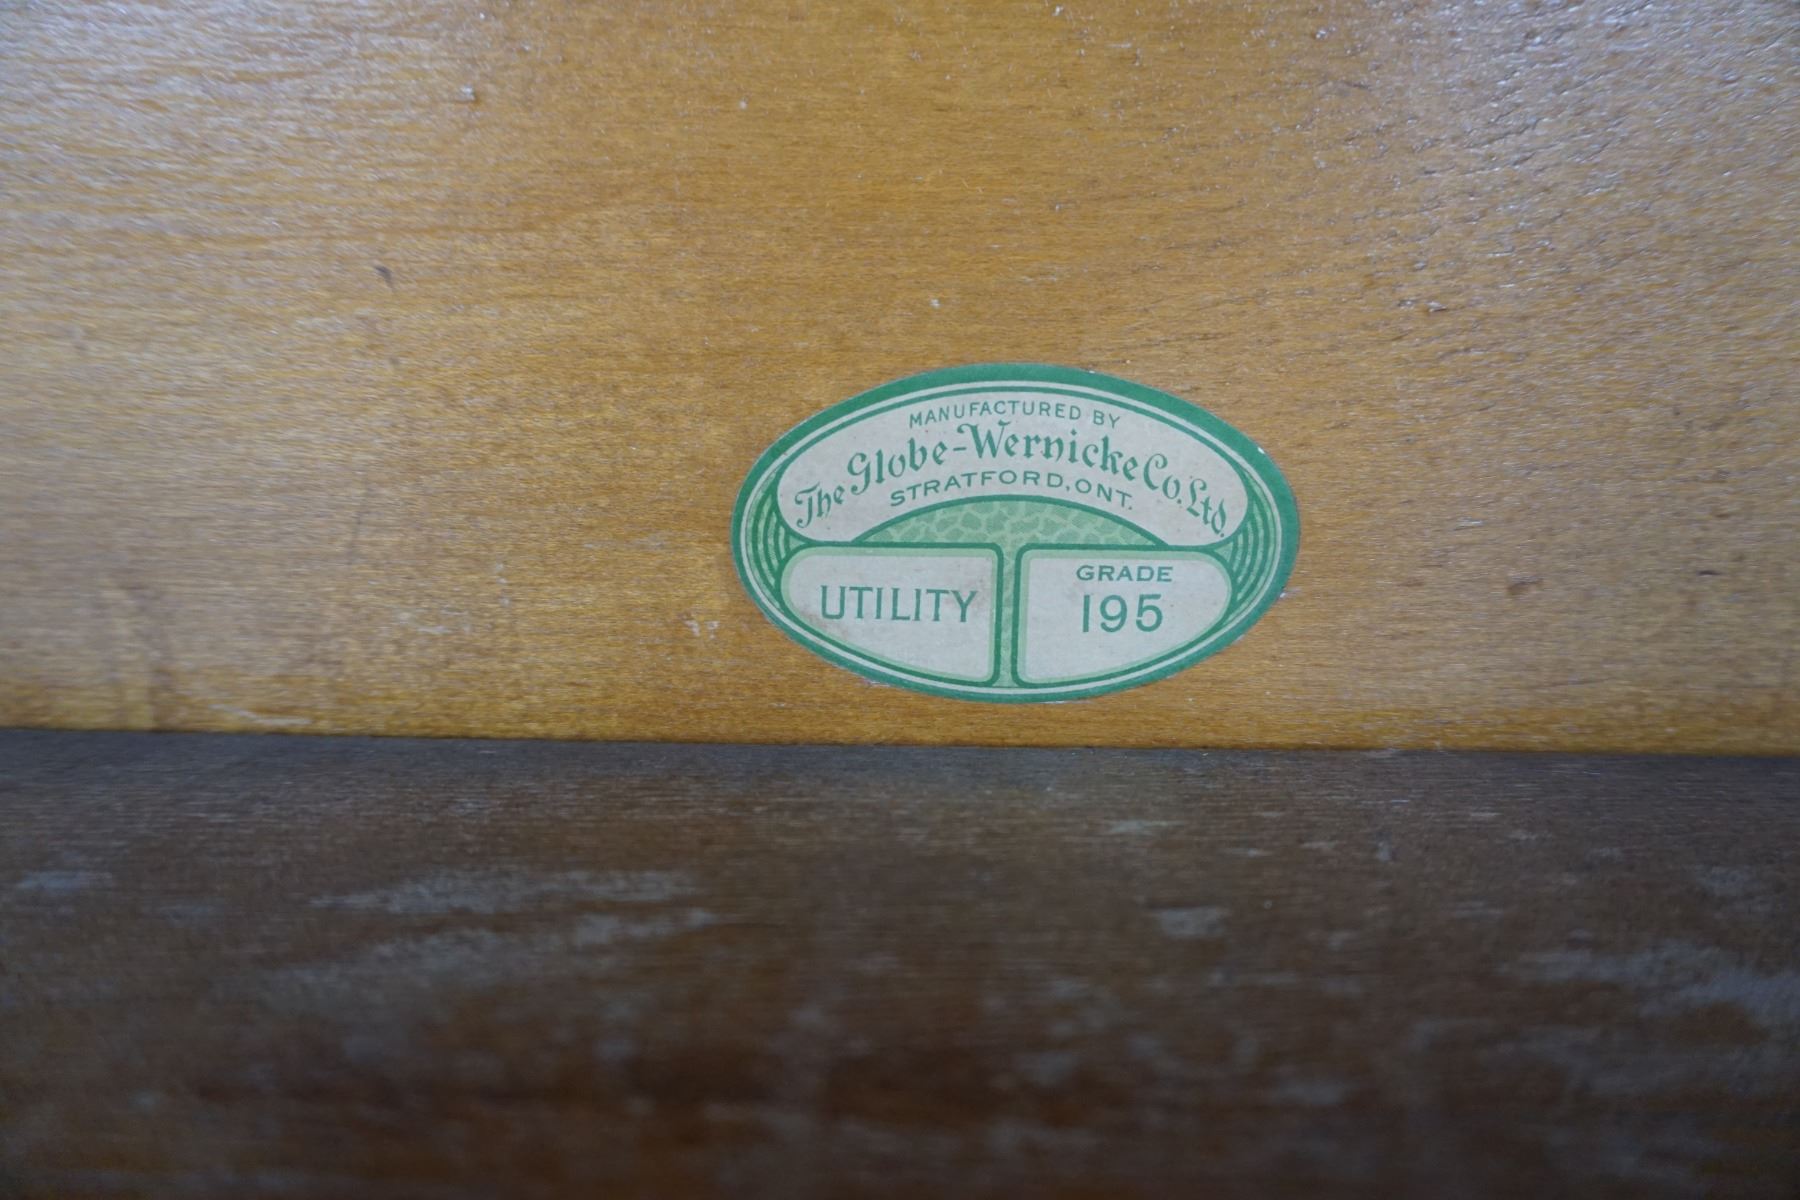 MANUFACTURED BY
The Globe-Wernicke Co. Ltd.
STRATFORD, ONT.
UTILITY
GRADE
195